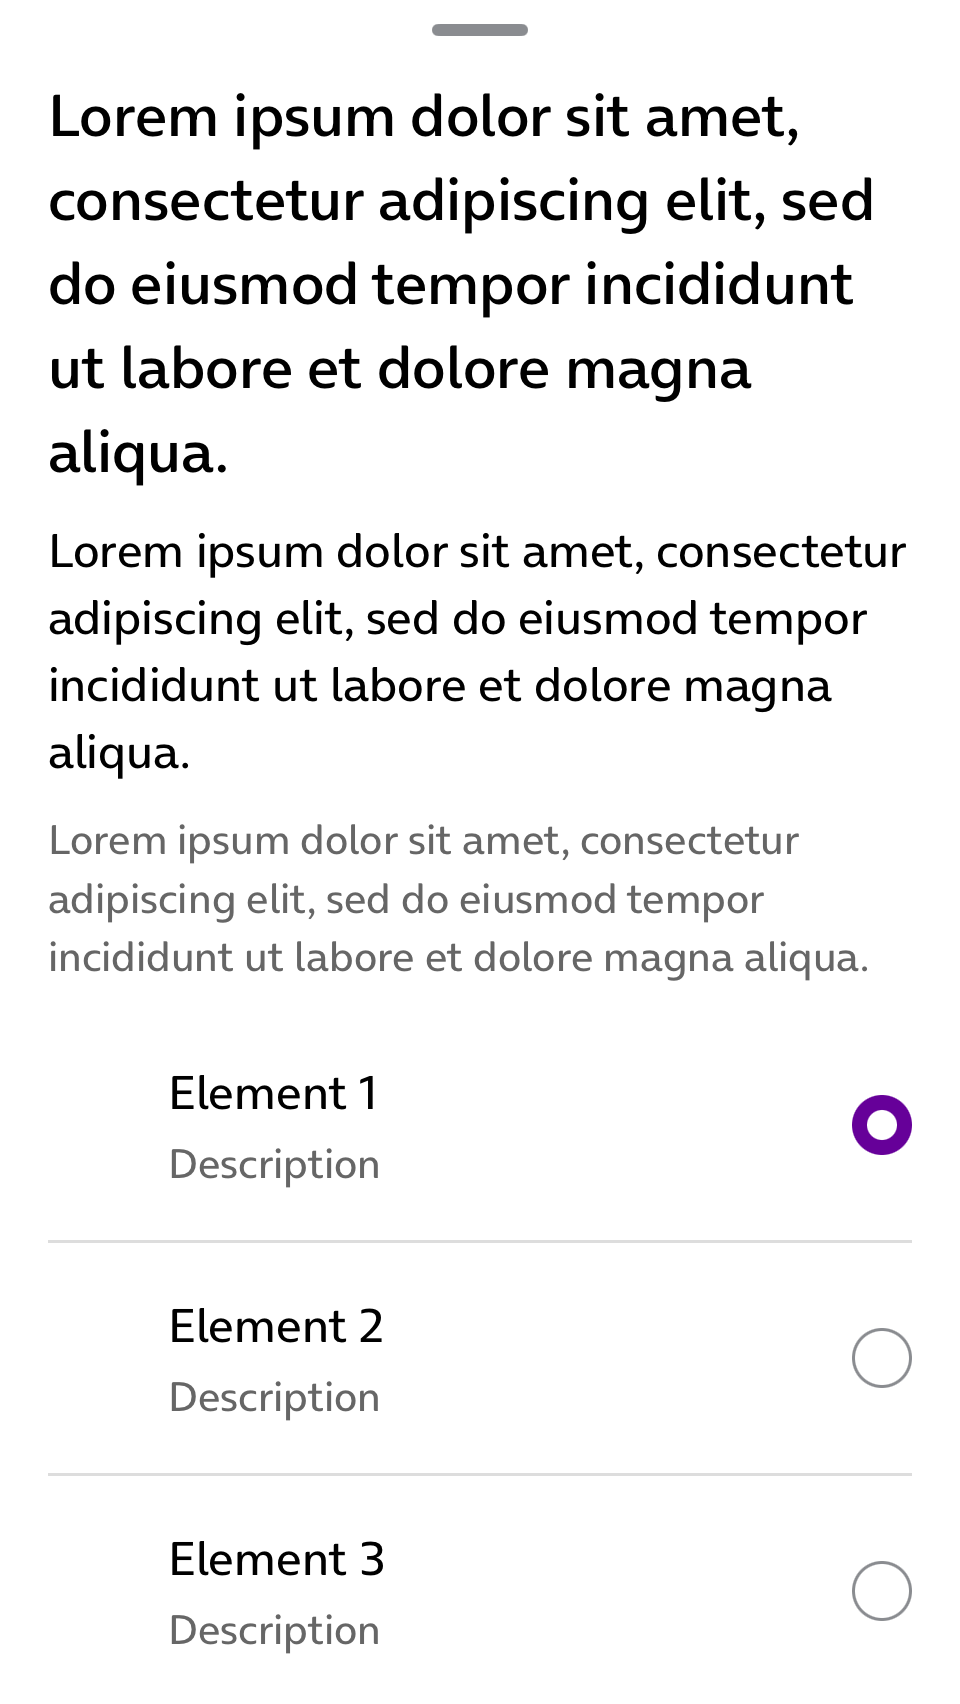 Lorem ipsum dolor sit amet,
consectetur adipiscing elit, sed
do eiusmod tempor incididunt
ut labore et dolore magna
aliqua.
Lorem ipsum dolor sit amet, consectetur
adipiscing elit, sed do eiusmod tempor
incididunt ut labore et dolore magna
aliqua.
Lorem ipsum dolor sit amet, consectetur
adipiscing elit, sed do eiusmod tempor
incididunt ut labore et dolore magna aliqua.
Element 1
Description
Element 2
Description
Element 3
Description